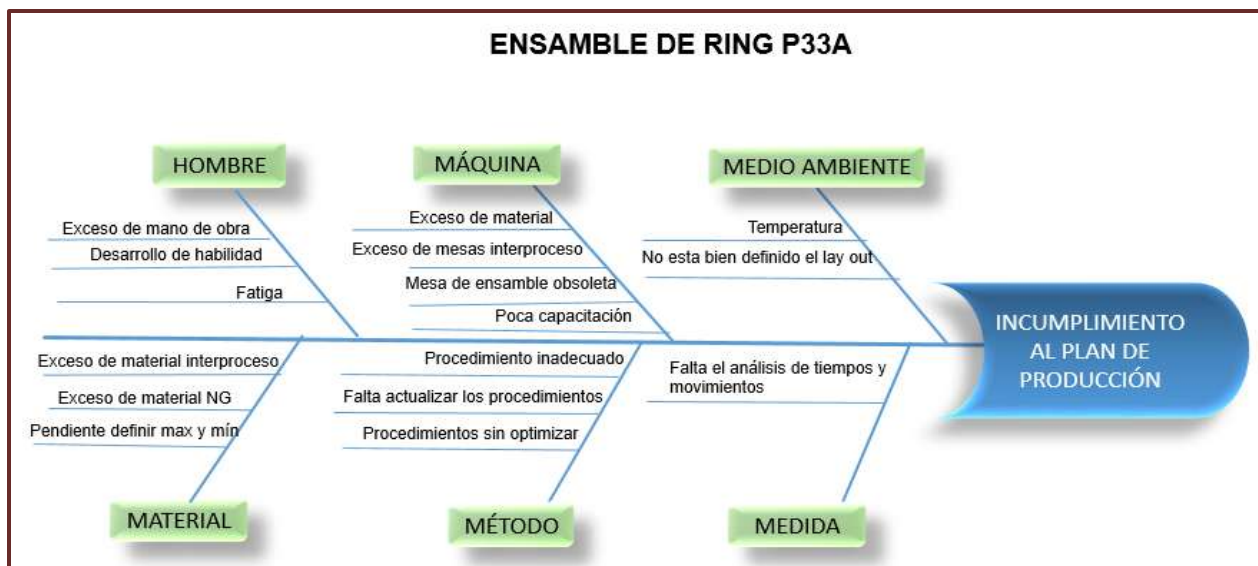 ENSAMBLE DE RING P33A
HOMBRE
Exceso de mano de obra
Desarrollo de habilidad
Fatiga
MÁQUINA
Exceso de material
Exceso de mesas interproceso
Mesa de ensamble obsoleta
Poca capacitación
MEDIO AMBIENTE
Temperatura
No esta bien definido el lay out
INCUMPLIMIENTO
AL PLAN DE
PRODUCCIÓN
Exceso de material interproceso
Exceso de material NG
Pendiente definir max y mín
MATERIAL
Procedimiento inadecuado
Falta actualizar los procedimientos
Procedimientos sin optimizar
MÉTODO
Falta el análisis de tiempos y
movimientos
MEDIDA